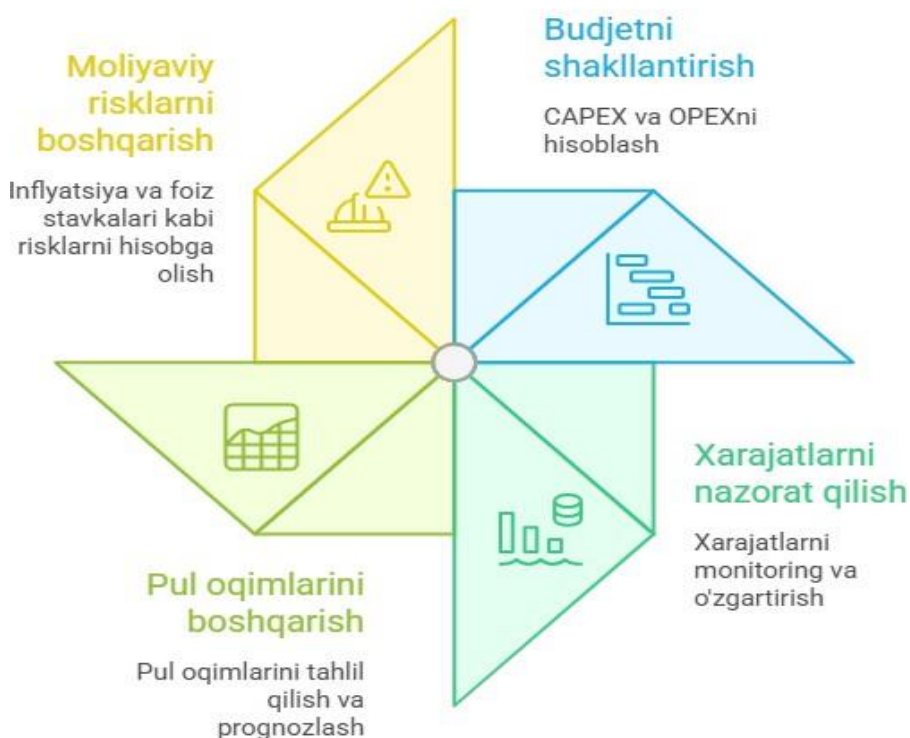 Moliyaviy
risklarni
boshqarish
Inflyatsiya va foiz
stavkalari kabi
risklarni hisobga
olish
Budjetni
shakllantirish
CAPEX va OPEXni
hisoblash
Xarajatlarni
nazorat qilish
Xarajatlarni
monitoring va
o'zgartirish
Pul oqimlarini
boshqarish
Pul oqimlarini tahlil
qilish va
prognozlash